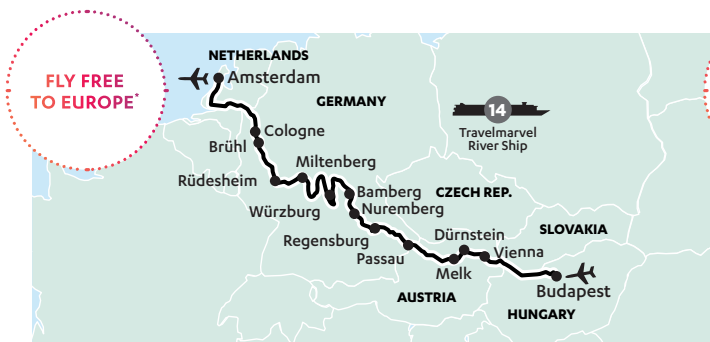 FLY FREE
TO EUROPE*
NETHERLANDS
Amsterdam
GERMANY
14
Travelmarvel
River Ship
Cologne
Brühl
Miltenberg
Rüdesheim
Bamberg
CZECH REP.
Würzburg
Nuremberg
Regensburg
Dürnstein
SLOVAKIA
Passau
Vienna
Melk
Budapest
AUSTRIA
HUNGARY